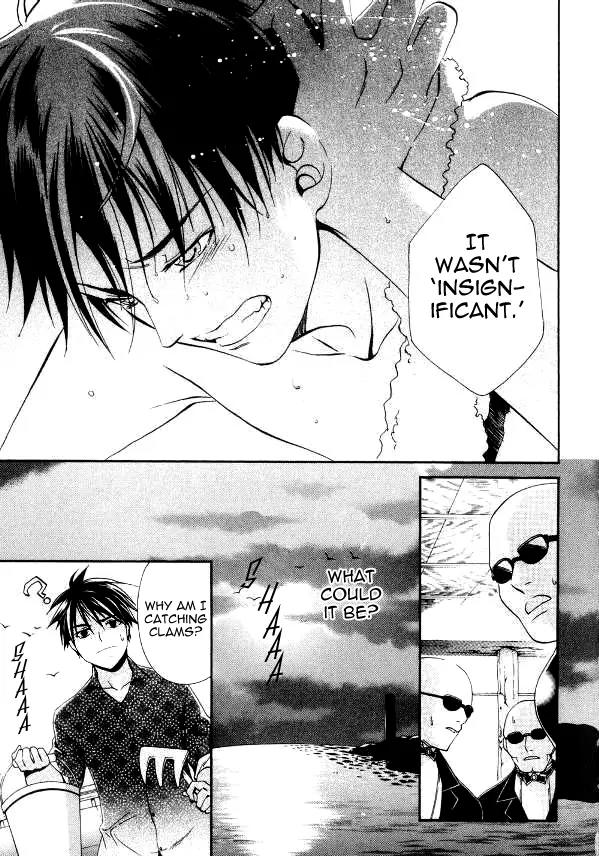 IT
WASN'T
'INSIGN-
IFICANT.'
WHAT
COULD
IT BE?
SHAAA
WHY AM I
CATCHING
CLAMS?
?
SHAAA